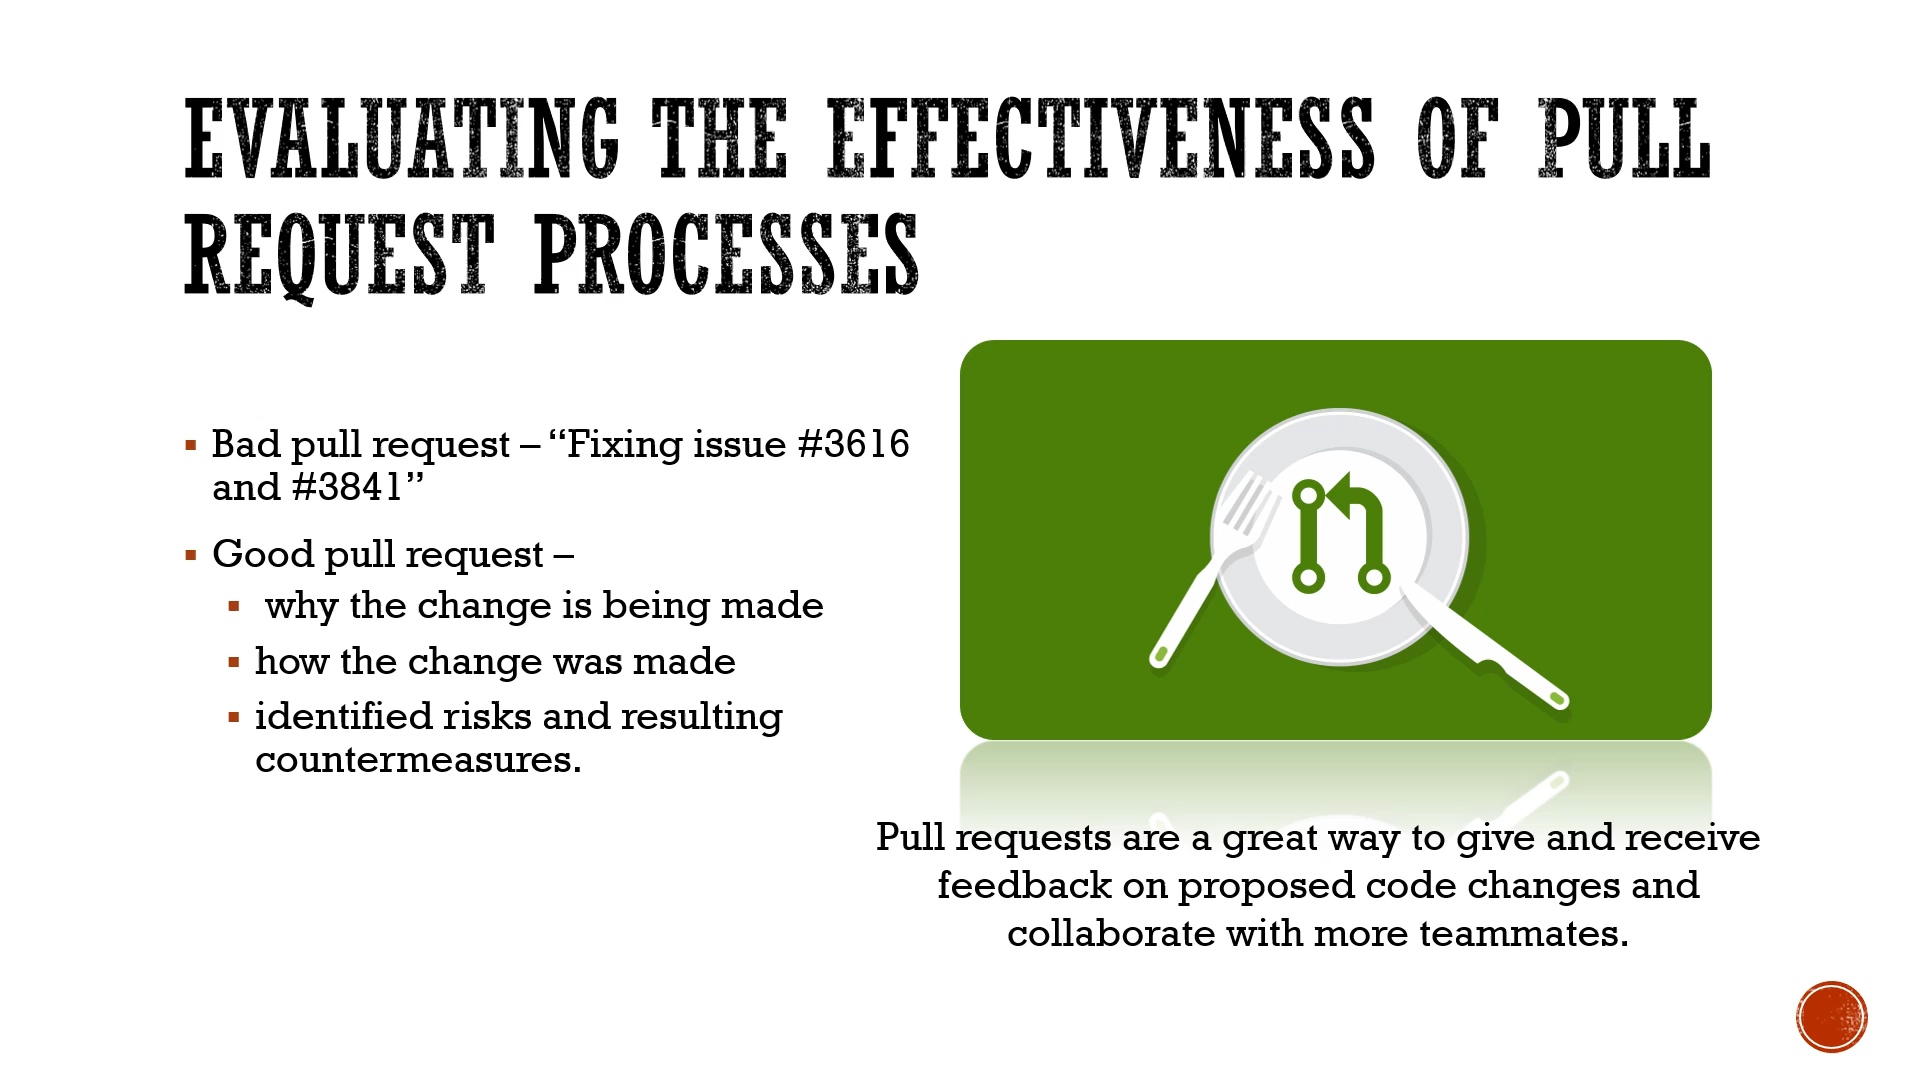 EVALUATING THE EFFECTIVENESS OF PULL
REQUEST PROCESSES
▪ Bad pull request – “Fixing issue #3616
and #3841”
▪ Good pull request –
▪ why the change is being made
▪ how the change was made
▪ identified risks and resulting
countermeasures.
Pull requests are a great way to give and receive
feedback on proposed code changes and
collaborate with more teammates.